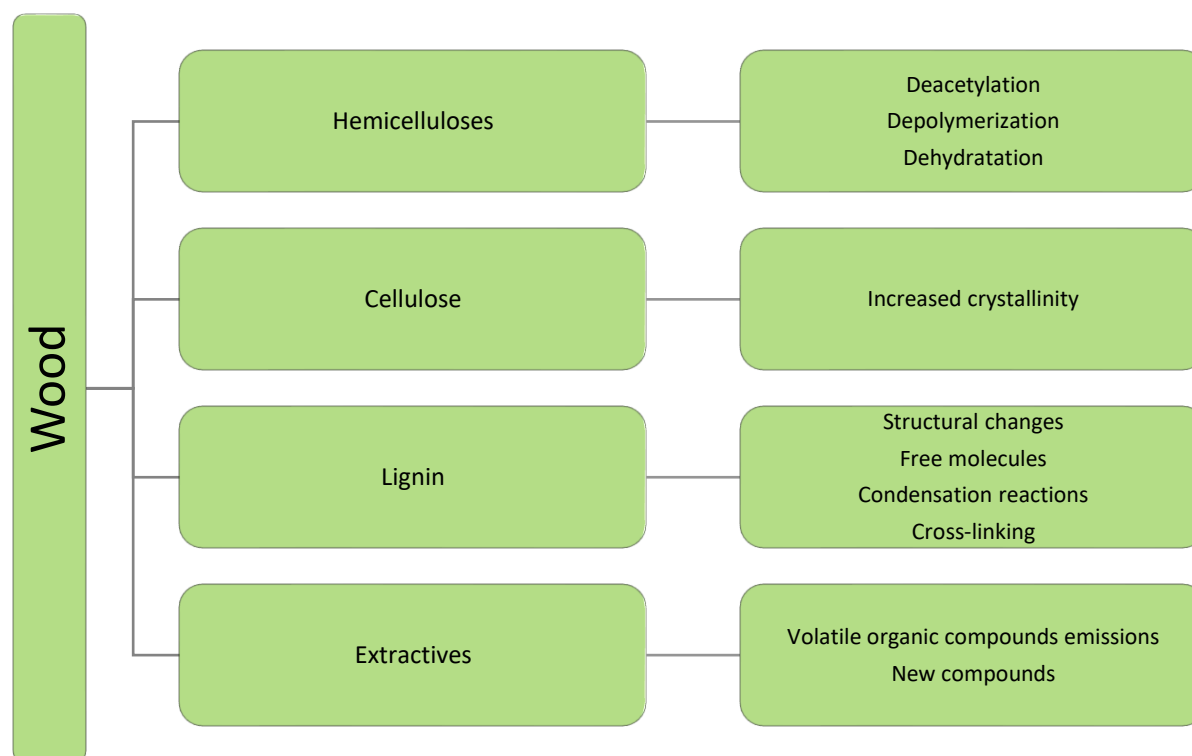 Wood
Hemicelluloses
Deacetylation
Depolymerization
Dehydratation
Cellulose
Increased crystallinity
Lignin
Structural changes
Free molecules
Condensation reactions
Cross-linking
Extractives
Volatile organic compounds emissions
New compounds